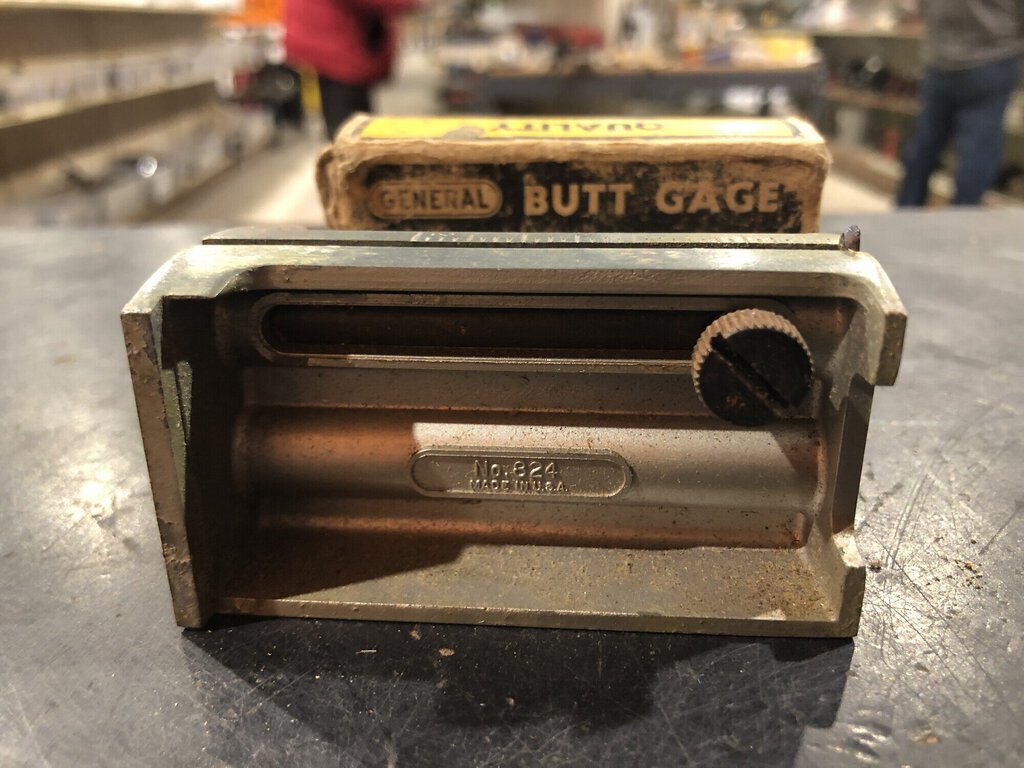 QUALITY
GENERAL BUTT GAGE
No. 824
MADE IN U.S.A.